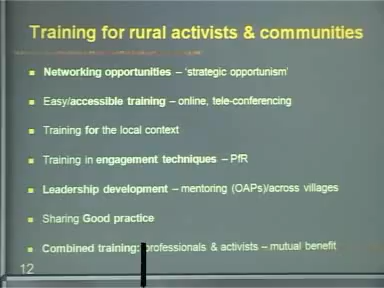 Training for rural activists & communities
Networking opportunities – 'strategic opportunism'
Easy/accessible training – online, tele-conferencing
Training for the local context
Training in engagement techniques – PfR
Leadership development – mentoring (OAPs)/across villages
Sharing Good practice
Combined training: professionals & activists – mutual benefit
12